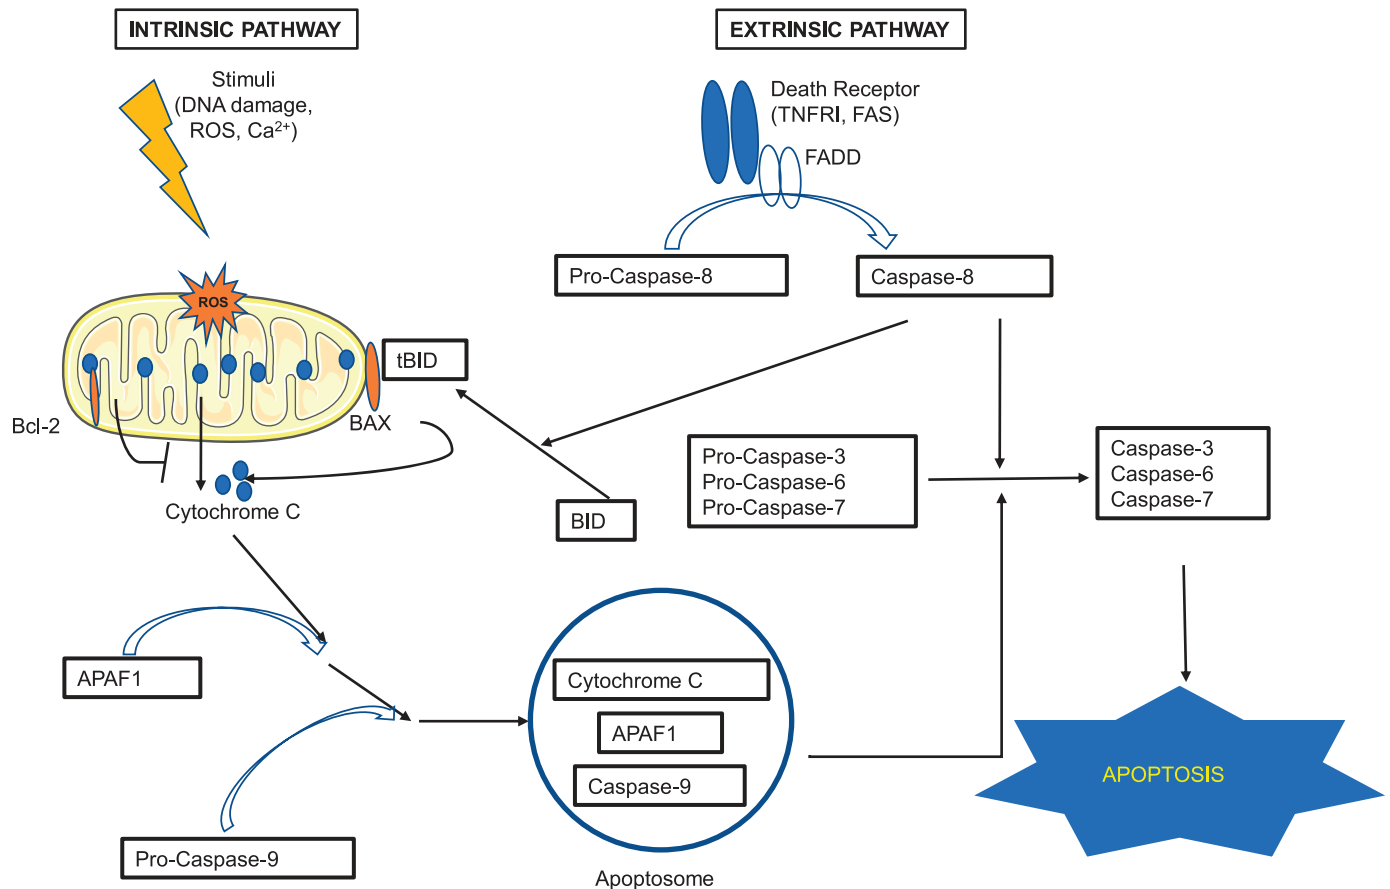 INTRINSIC PATHWAY
EXTRINSIC PATHWAY
Stimuli
(DNA damage,
ROS, Ca²⁺)
Death Receptor
(TNFRI, FAS)
FADD
Pro-Caspase-8
Caspase-8
ROS
tBID
Bcl-2
BAX
Pro-Caspase-3
Pro-Caspase-6
Pro-Caspase-7
Caspase-3
Caspase-6
Caspase-7
Cytochrome C
BID
APAF1
Cytochrome C
APAF1
Caspase-9
APOPTOSIS
Pro-Caspase-9
Apoptosome